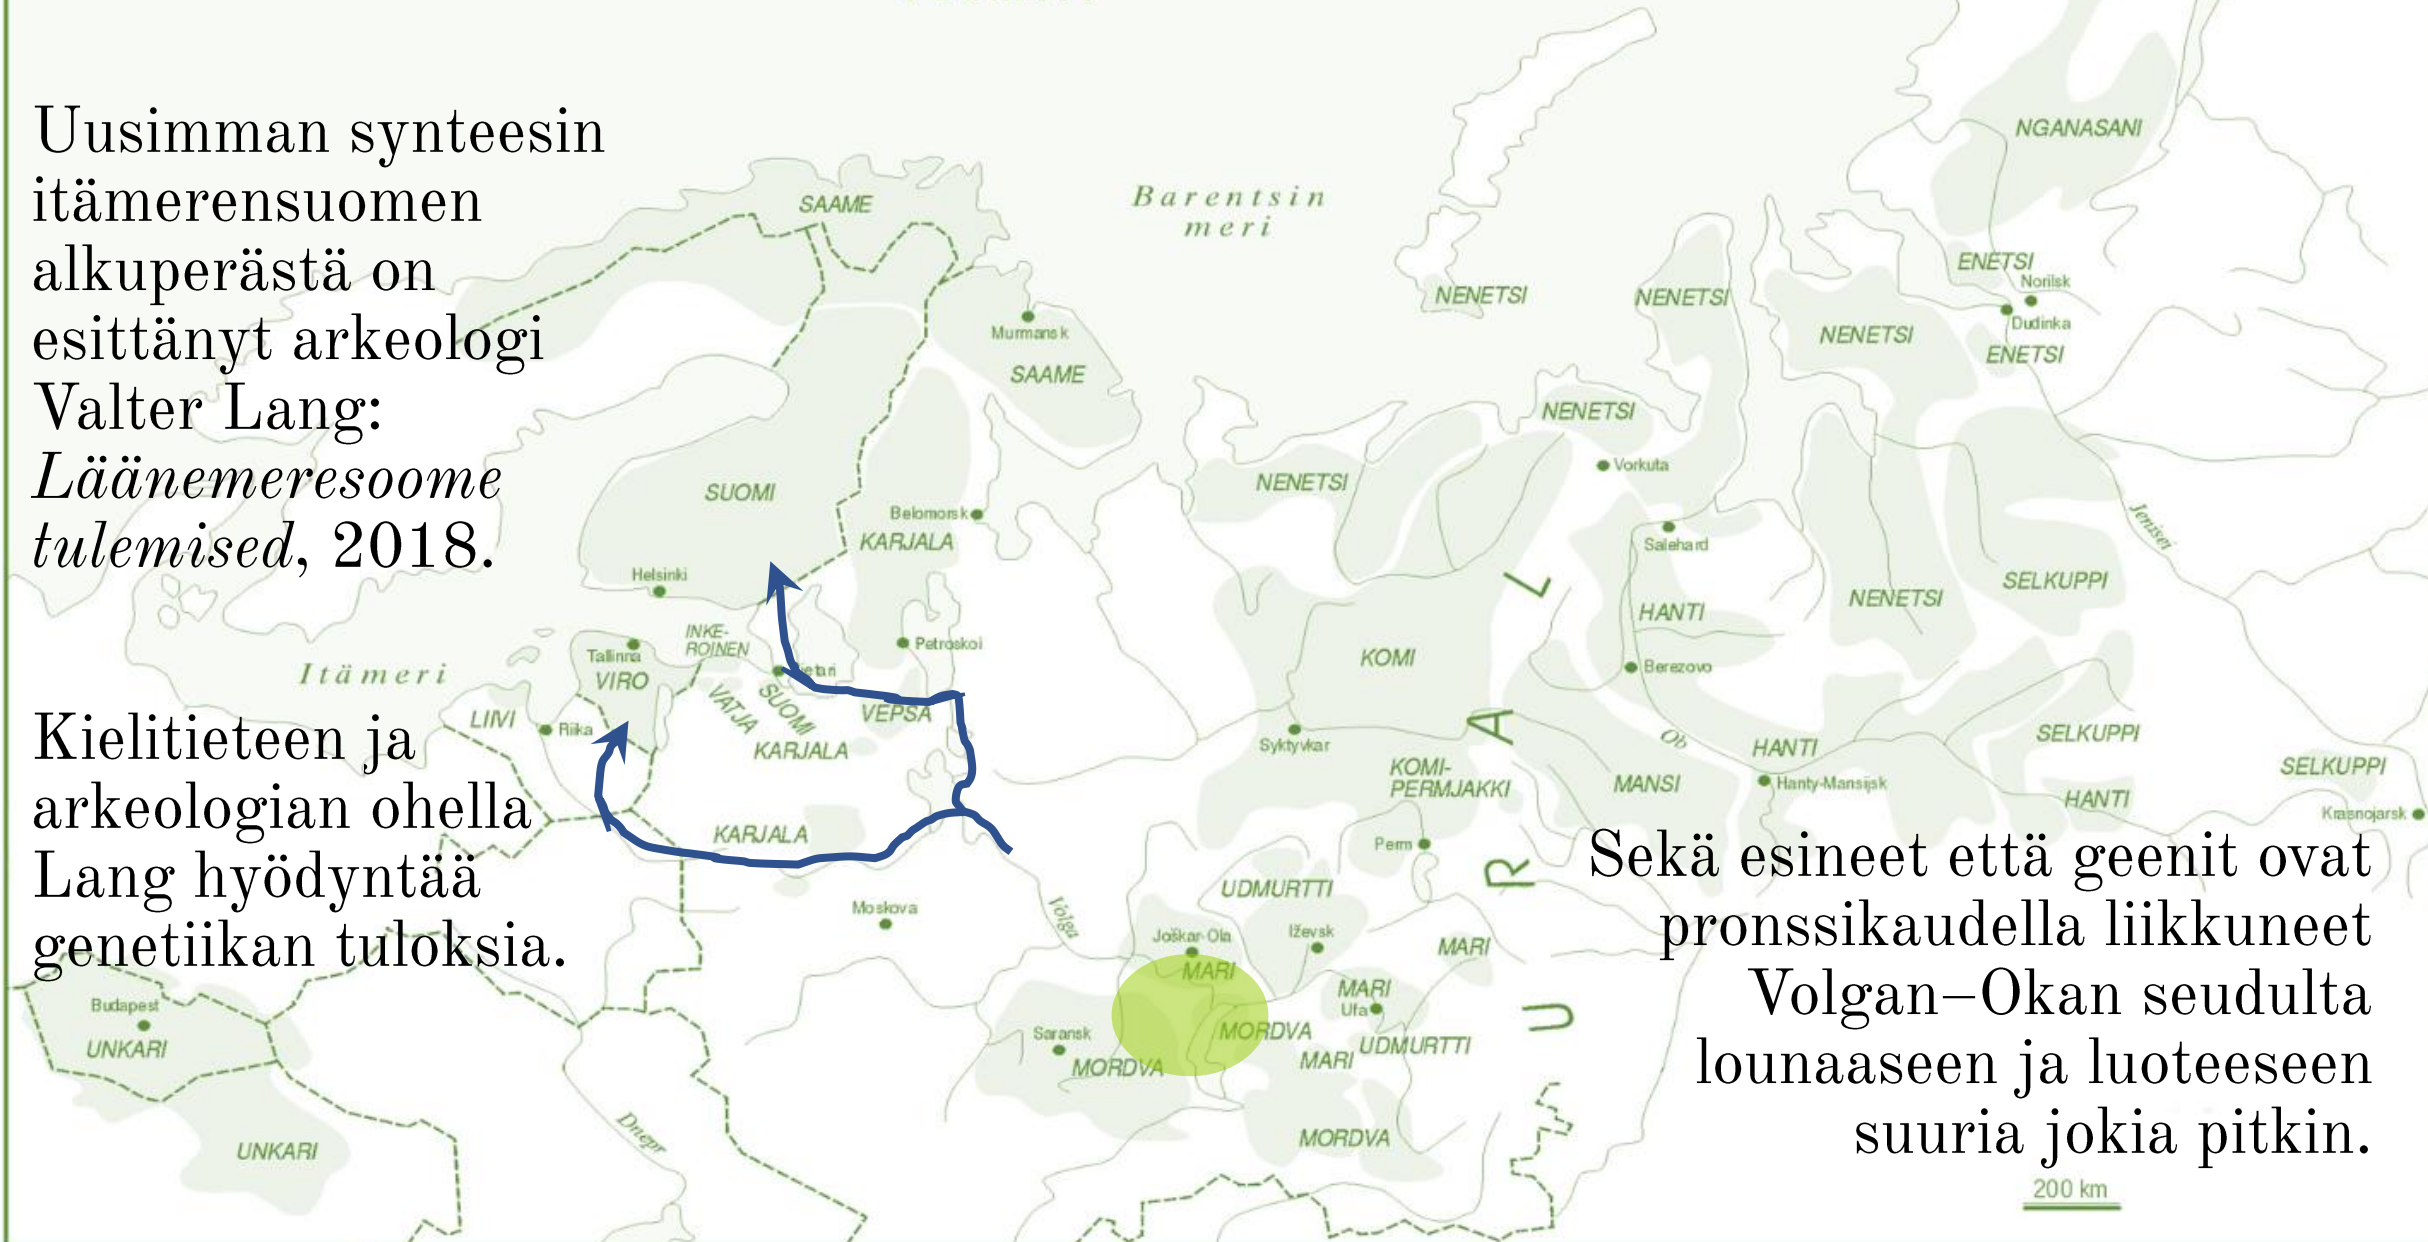 Uusimman synteesin
itämerensuomen
alkuperästä on
esittänyt arkeologi
Valter Lang:
Läänemeresoome
tulemised, 2018.
Kielitieteen ja
arkeologian ohella
Lang hyödyntää
genetiikan tuloksia.
Sekä esineet että geenit ovat
pronssikaudella liikkuneet
Volgan–Okan seudulta
lounaaseen ja luoteeseen
suuria jokia pitkin.
200 km
Barentsin
meri
Itämeri
SAAME
Murmansk
SAAME
SUOMI
Helsinki
Belomorsk
KARJALA
Petroskoi
INKE-
ROINEN
Tallinna
VIRO
VATJA
SUOMI
KARJALA
VEPSA
LIIVI
Riika
KARJALA
Moskova
Volga
Dnepr
Budapest
UNKARI
UNKARI
NGANASANI
ENETSI
Norilsk
Dudinka
ENETSI
NENETSI
NENETSI
NENETSI
NENETSI
NENETSI
Vorkuta
Salehard
HANTI
Berezovo
NENETSI
SELKUPPI
Jenisei
KOMI
Syktyvkar
KOMI-
PERMJAKKI
Perm
U R A L
Ob
MANSI
HANTI
Hanty-Mansijsk
SELKUPPI
HANTI
SELKUPPI
Krasnojarsk
UDMURTTI
Joškar-Ola
Iževsk
MARI
MARI
MARI
Ufa
MORDVA
MARI
UDMURTTI
Saransk
MORDVA
MORDVA